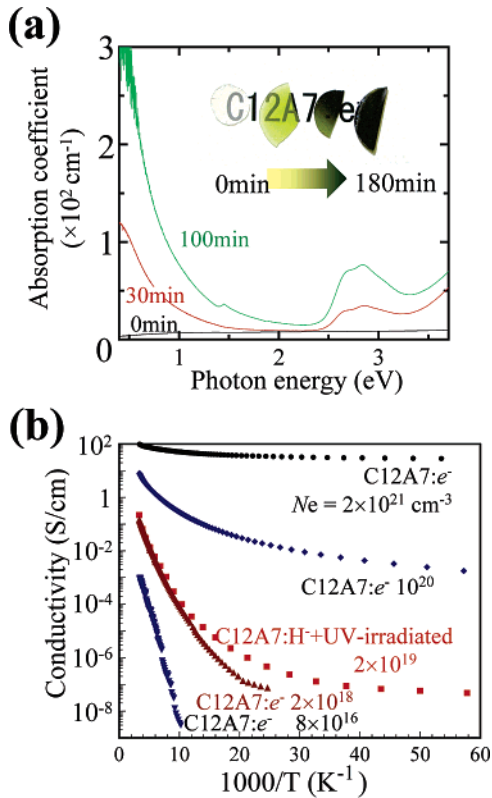 (a)
3
2
1
0
Absorption coefficient
(×10² cm⁻¹)
C12A7:e⁻
0min
180min
100min
30min
0min
1
2
3
Photon energy (eV)
(b)
10²
1
10⁻²
10⁻⁴
10⁻⁶
10⁻⁸
Conductivity (S/cm)
C12A7:e⁻
Ne = 2×10²¹ cm⁻³
C12A7:e⁻ 10²⁰
C12A7:H⁻+UV-irradiated
2×10¹⁹
C12A7:e⁻ 2×10¹⁸
C12A7:e⁻ 8×10¹⁶
0
10
20
30
40
50
60
1000/T (K⁻¹)